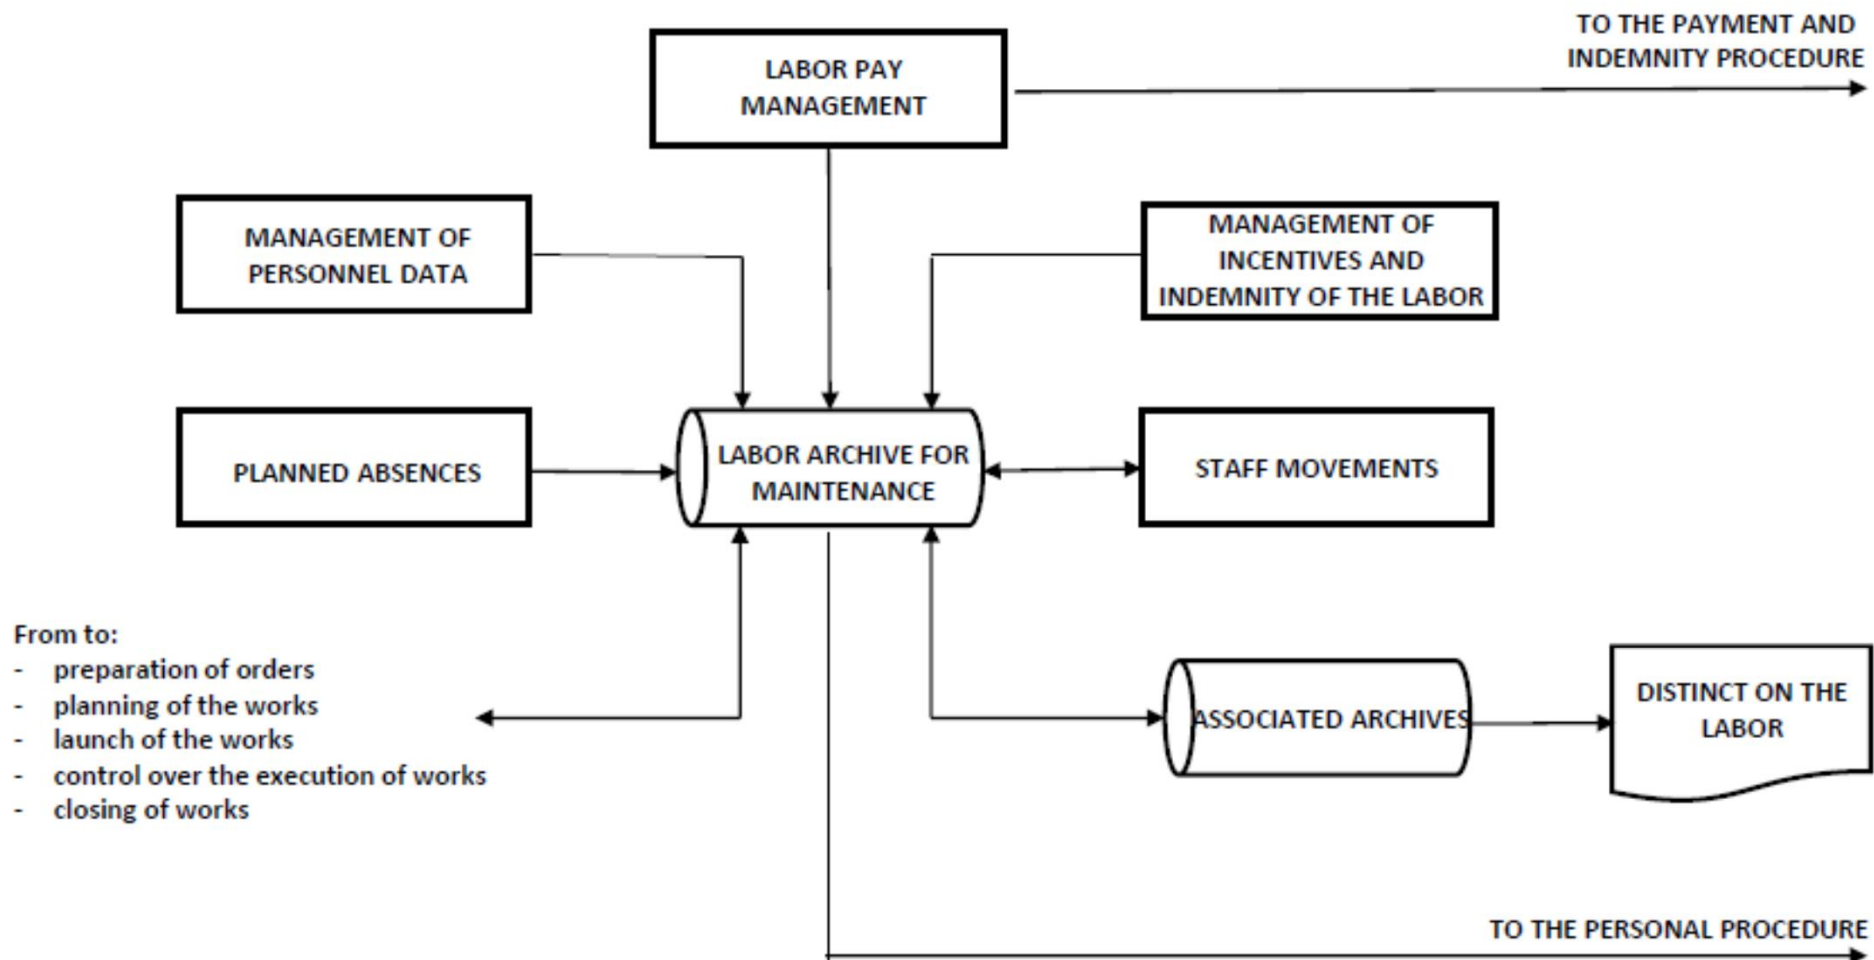 TO THE PAYMENT AND
INDEMNITY PROCEDURE
LABOR PAY
MANAGEMENT
MANAGEMENT OF
PERSONNEL DATA
MANAGEMENT OF
INCENTIVES AND
INDEMNITY OF THE LABOR
PLANNED ABSENCES
LABOR ARCHIVE FOR
MAINTENANCE
STAFF MOVEMENTS
From to:
- preparation of orders
- planning of the works
- launch of the works
- control over the execution of works
- closing of works
ASSOCIATED ARCHIVES
DISTINCT ON THE
LABOR
TO THE PERSONAL PROCEDURE